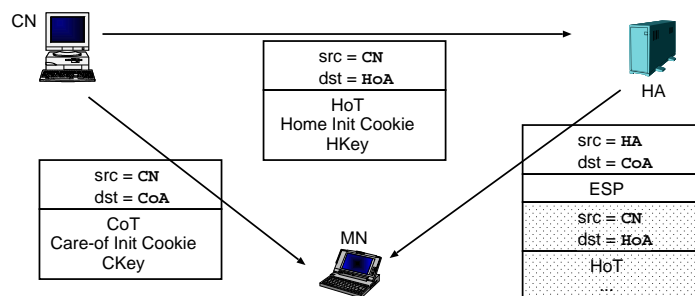 CN
src = CN
dst = HoA
HoT
Home Init Cookie
HKey
HA
src = HA
dst = CoA
ESP
src = CN
dst = HoA
HoT
...
src = CN
dst = CoA
CoT
Care-of Init Cookie
CKey
MN